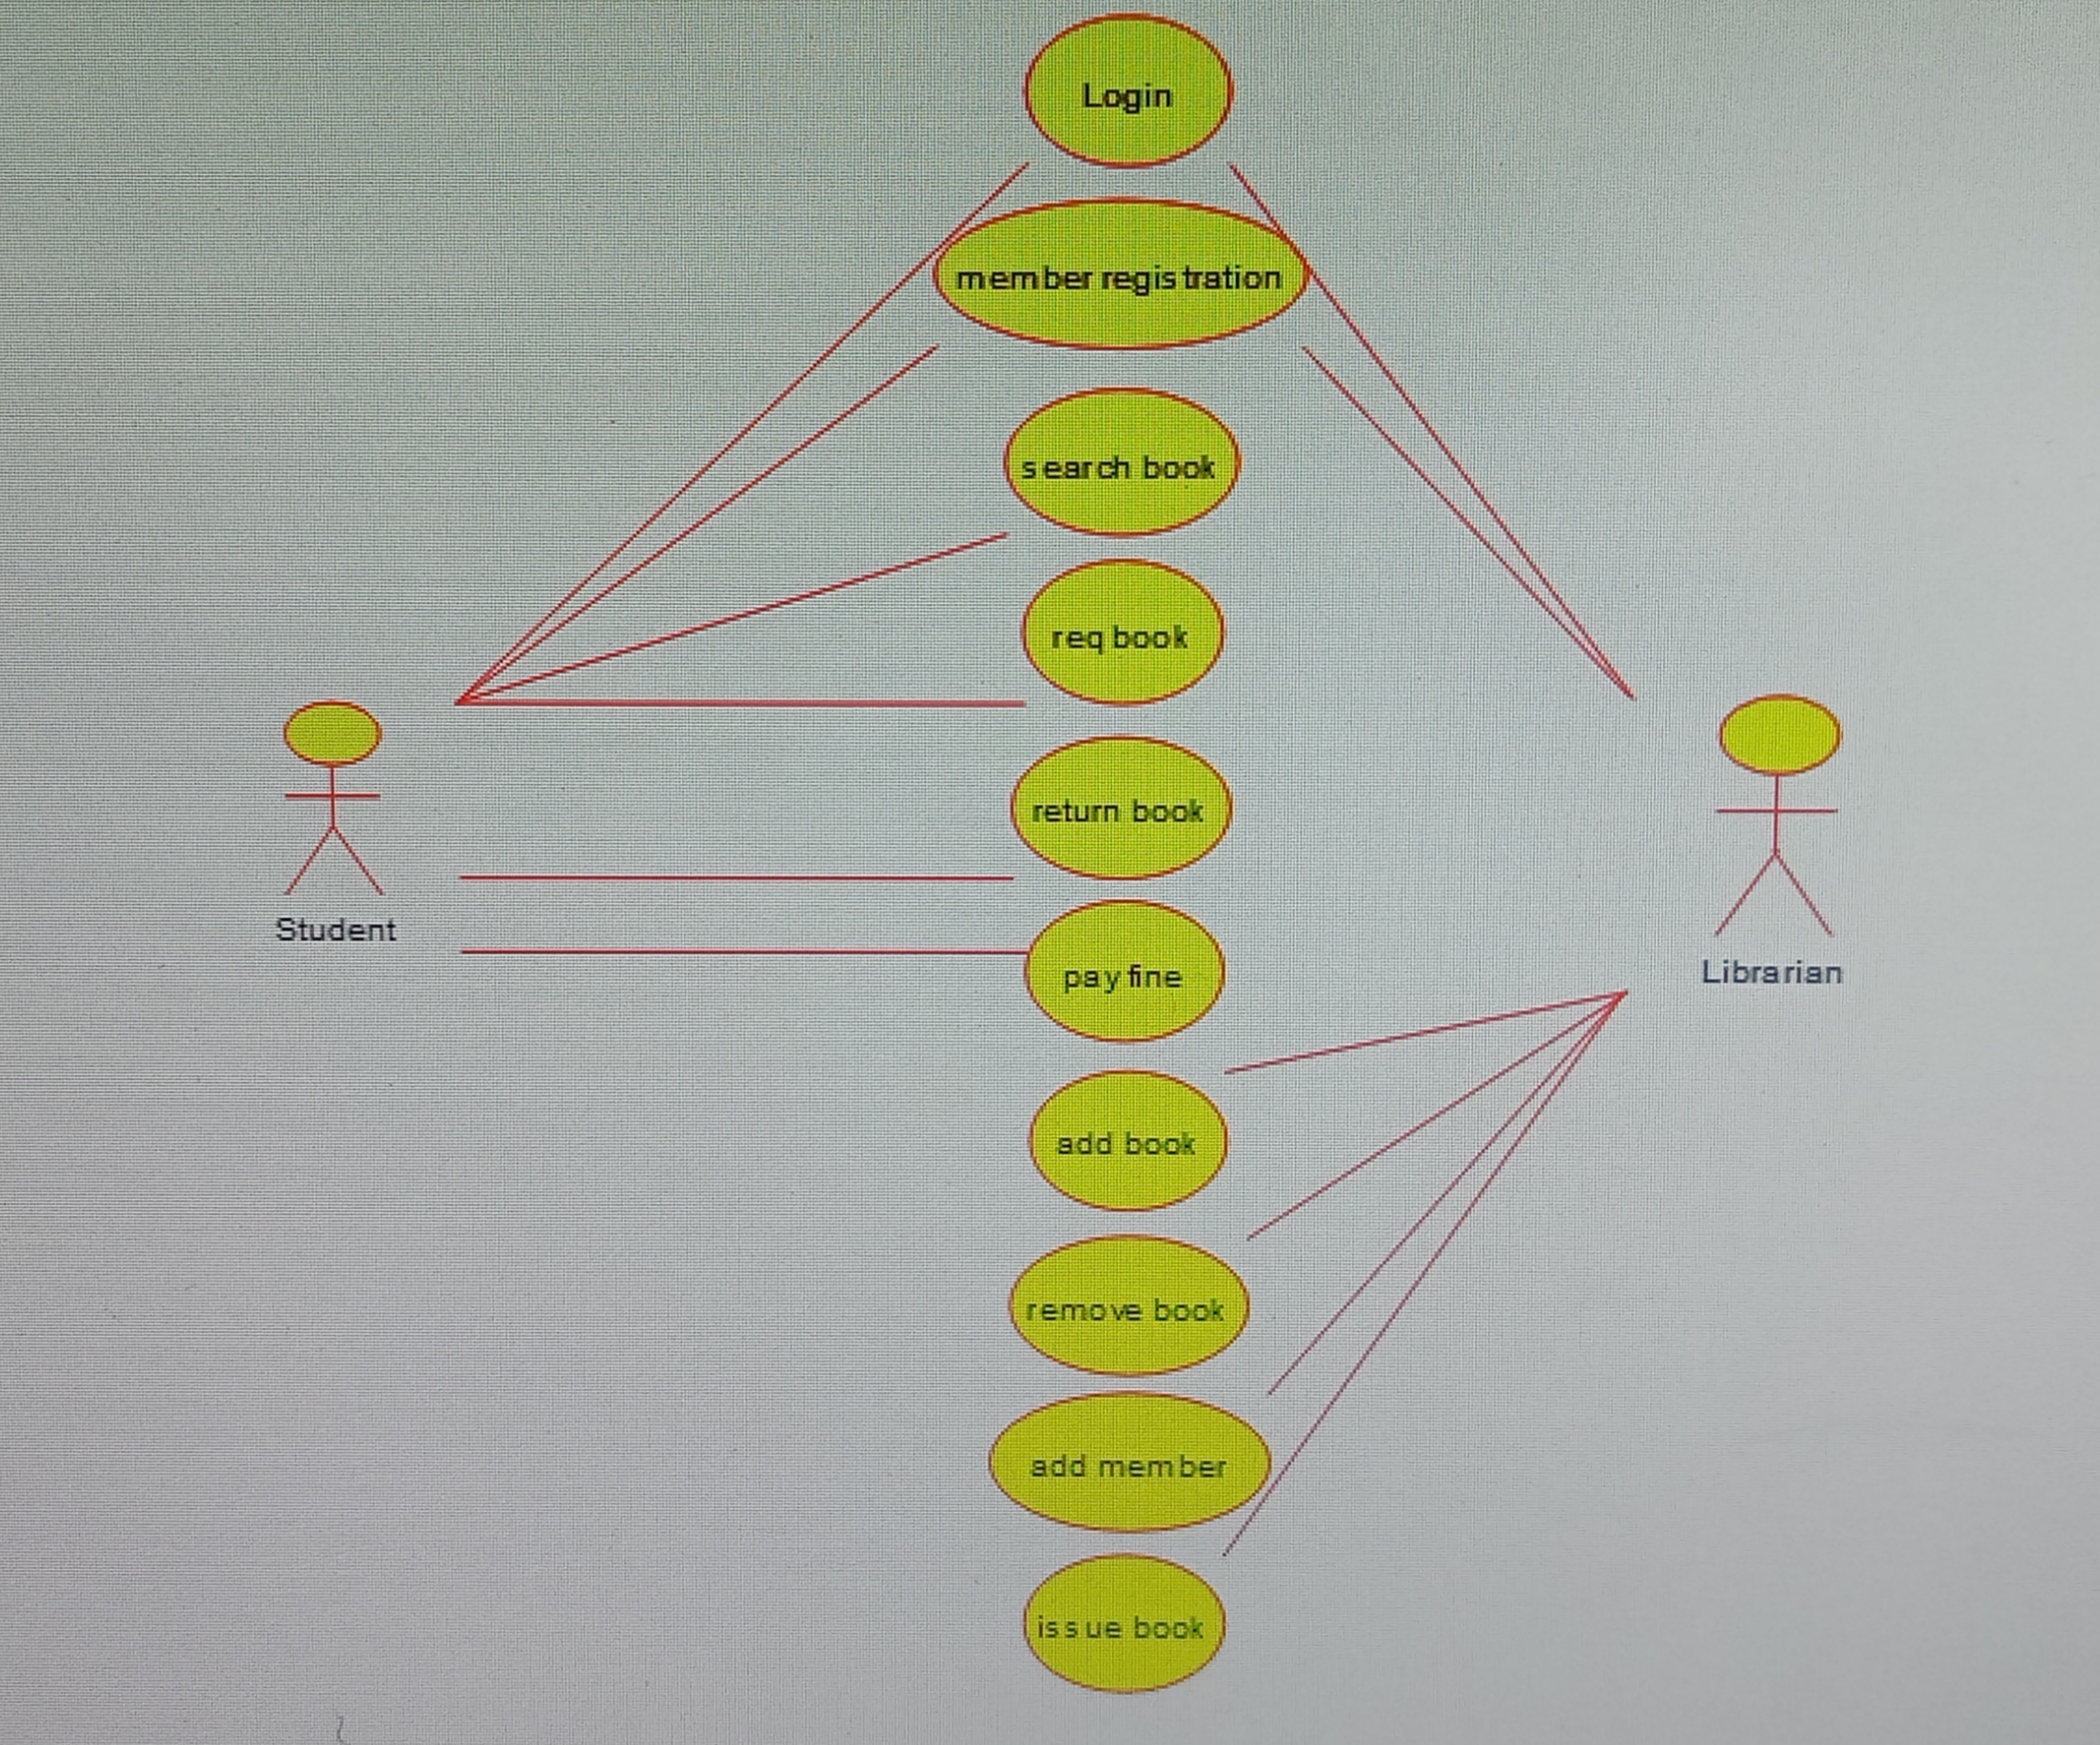 Login
member registration
search book
req book
return book
Student
pay fine
Librarian
add book
remove book
add member
issue book